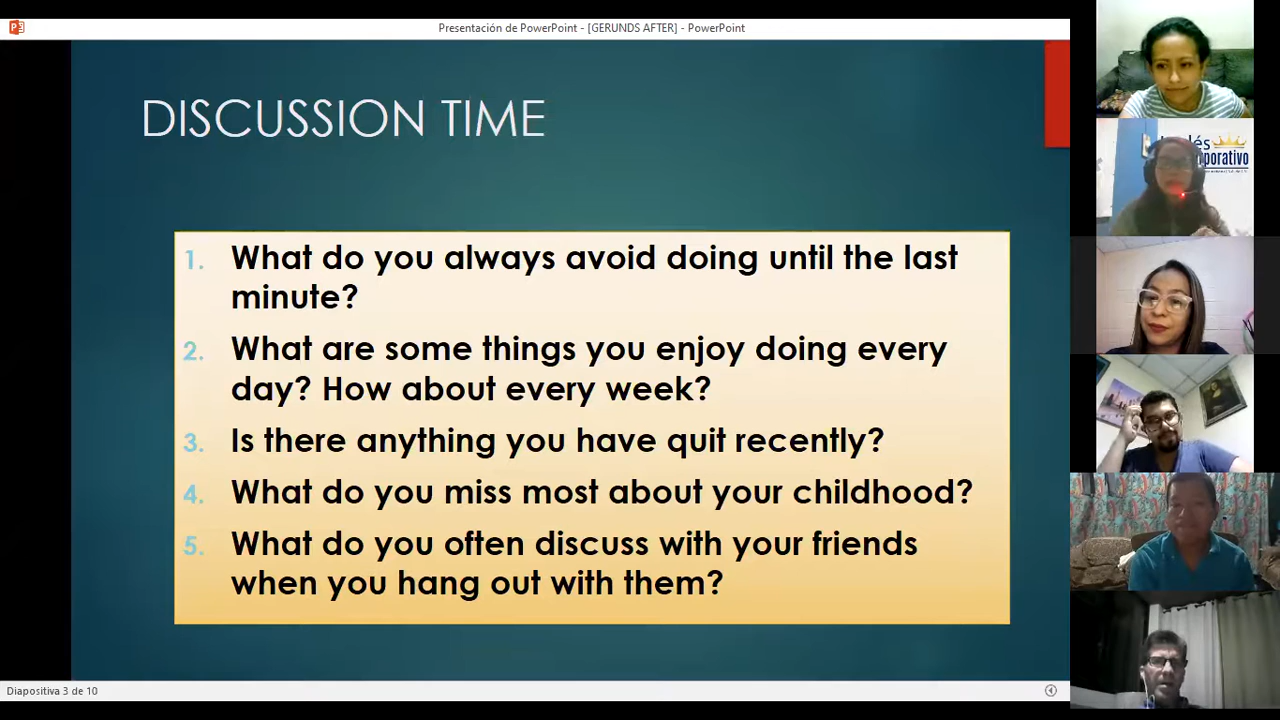 Presentación de PowerPoint - [GERUNDS AFTER] - PowerPoint
DISCUSSION TIME
1. What do you always avoid doing until the last
minute?
2. What are some things you enjoy doing every
day? How about every week?
3. Is there anything you have quit recently?
4. What do you miss most about your childhood?
5. What do you often discuss with your friends
when you hang out with them?
Diapositiva 3 de 10